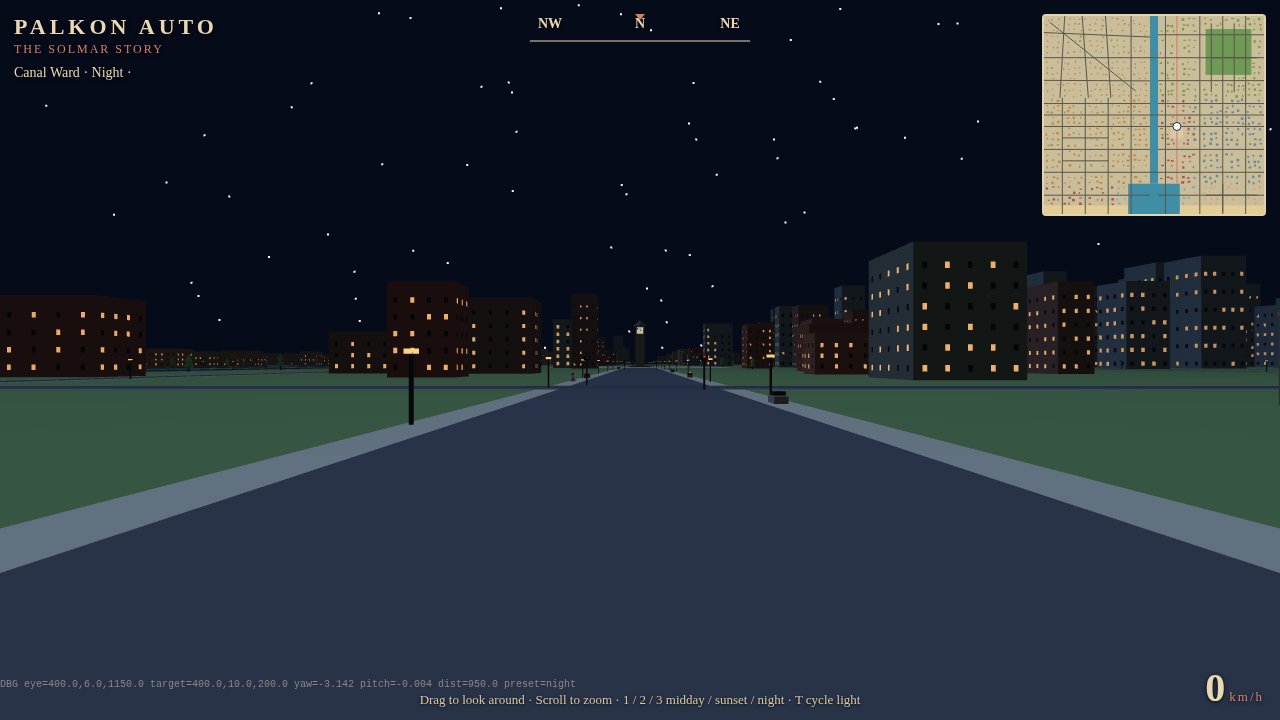 PALKON AUTO
THE SOLMAR STORY
Canal Ward · Night ·
NW N NE
DBG eye=400.0,6.0,1150.0 target=400.0,10.0,200.0 yaw=-3.142 pitch=-0.004 dist=950.0 preset=night
Drag to look around · Scroll to zoom · 1 / 2 / 3 midday / sunset / night · T cycle light
0 km/h